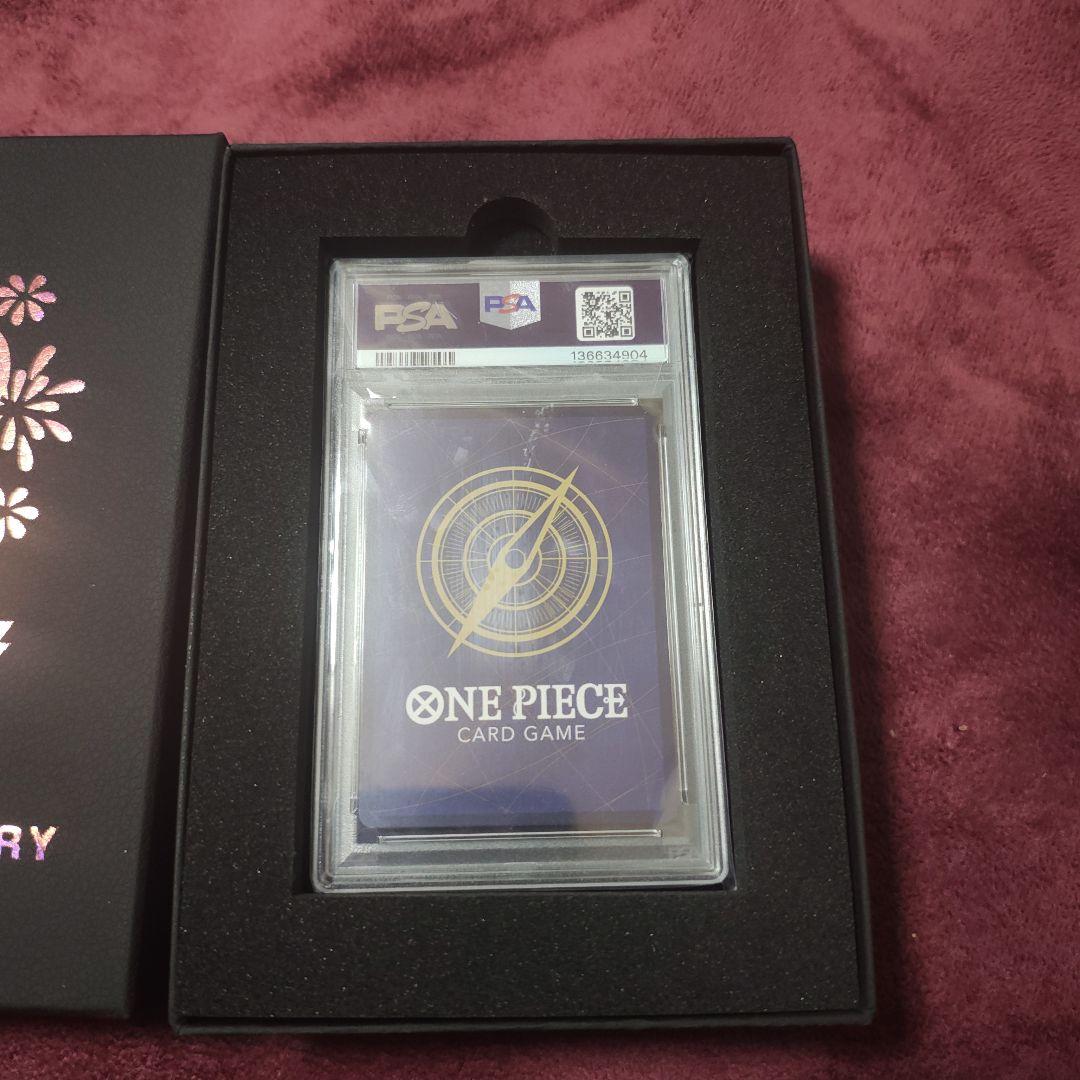 PSA
PSA
136634904
ONE PIECE
CARD GAME
RY